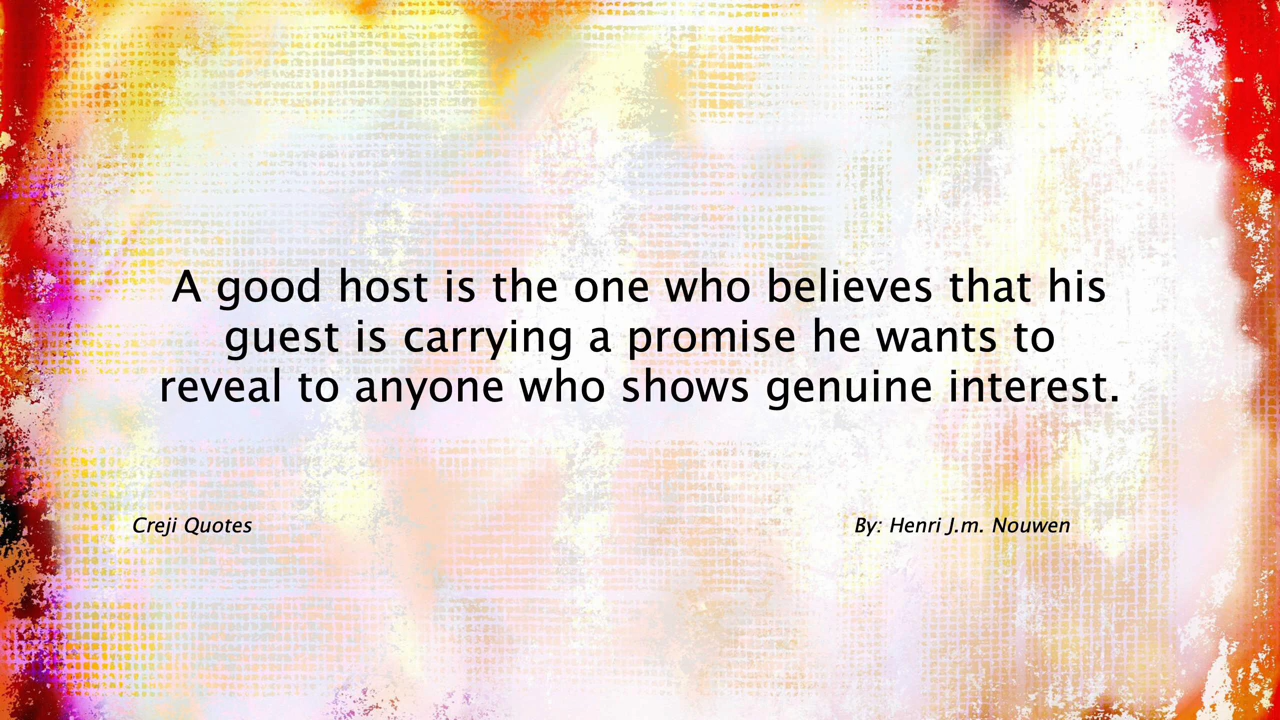 A good host is the one who believes that his
guest is carrying a promise he wants to
reveal to anyone who shows genuine interest.
Creji Quotes
By: Henri J.m. Nouwen